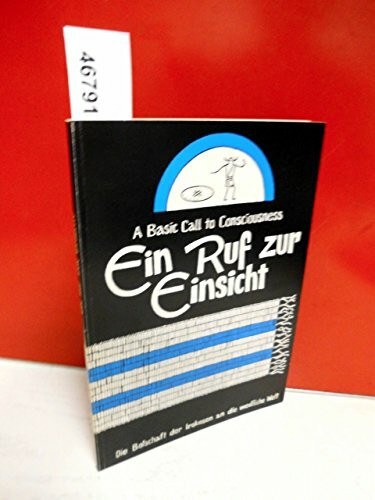 46791
A Basic Call to Consciousness
Ein Ruf zur
Einsicht
Die Botschaft der Irokesen an die westliche Welt